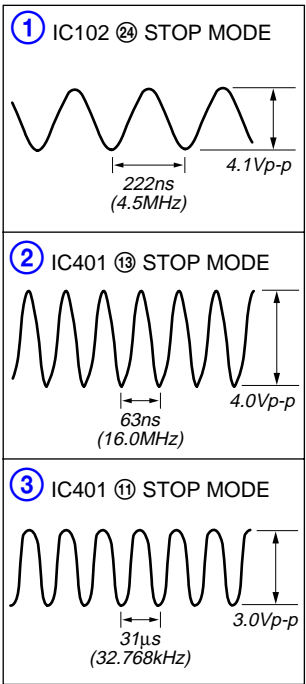 ① IC102 ㉔ STOP MODE
4.1Vp-p
222ns
(4.5MHz)
② IC401 ⑬ STOP MODE
4.0Vp-p
63ns
(16.0MHz)
③ IC401 ⑪ STOP MODE
3.0Vp-p
31µs
(32.768kHz)